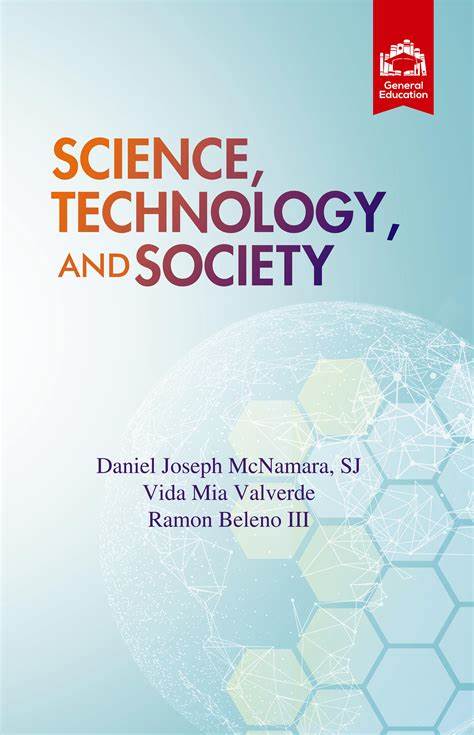 General
Education
SCIENCE,
TECHNOLOGY,
AND SOCIETY
Daniel Joseph McNamara, SJ
Vida Mia Valverde
Ramon Beleno III